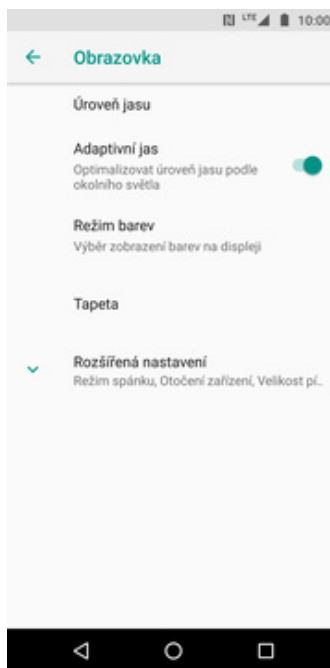 LTE 10:00
Obrazovka
Úroveň jasu
Adaptivní jas
Optimalizovat úroveň jasu podle
okolního světla
Režim barev
Výběr zobrazení barev na displeji
Tapeta
Rozšířená nastavení
Režim spánku, Otočení zařízení, Velikost pí…